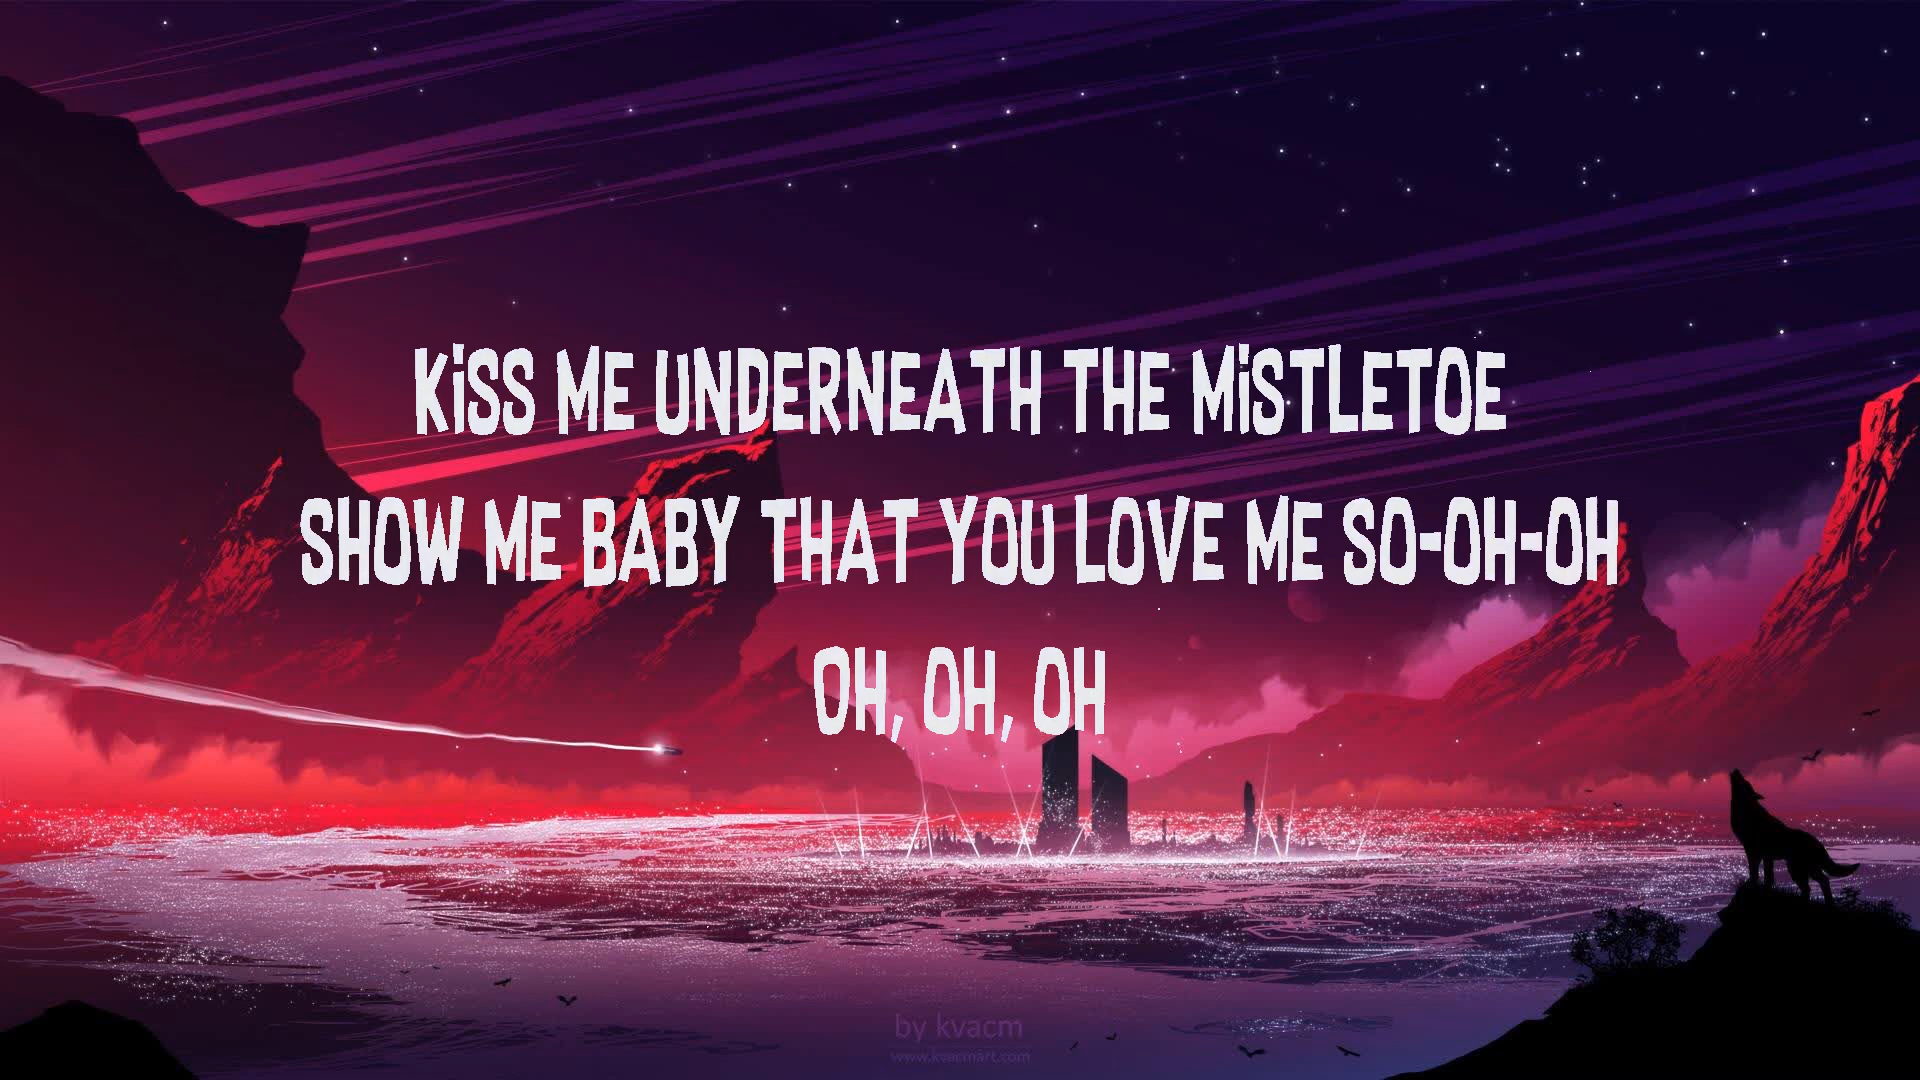 KiSS ME UNDERNEATH THE MiSTLETOE
SHOW ME BABY THAT YOU LOVE ME SO-OH-OH
OH, OH, OH
by kvacm
www.kvacmart.com